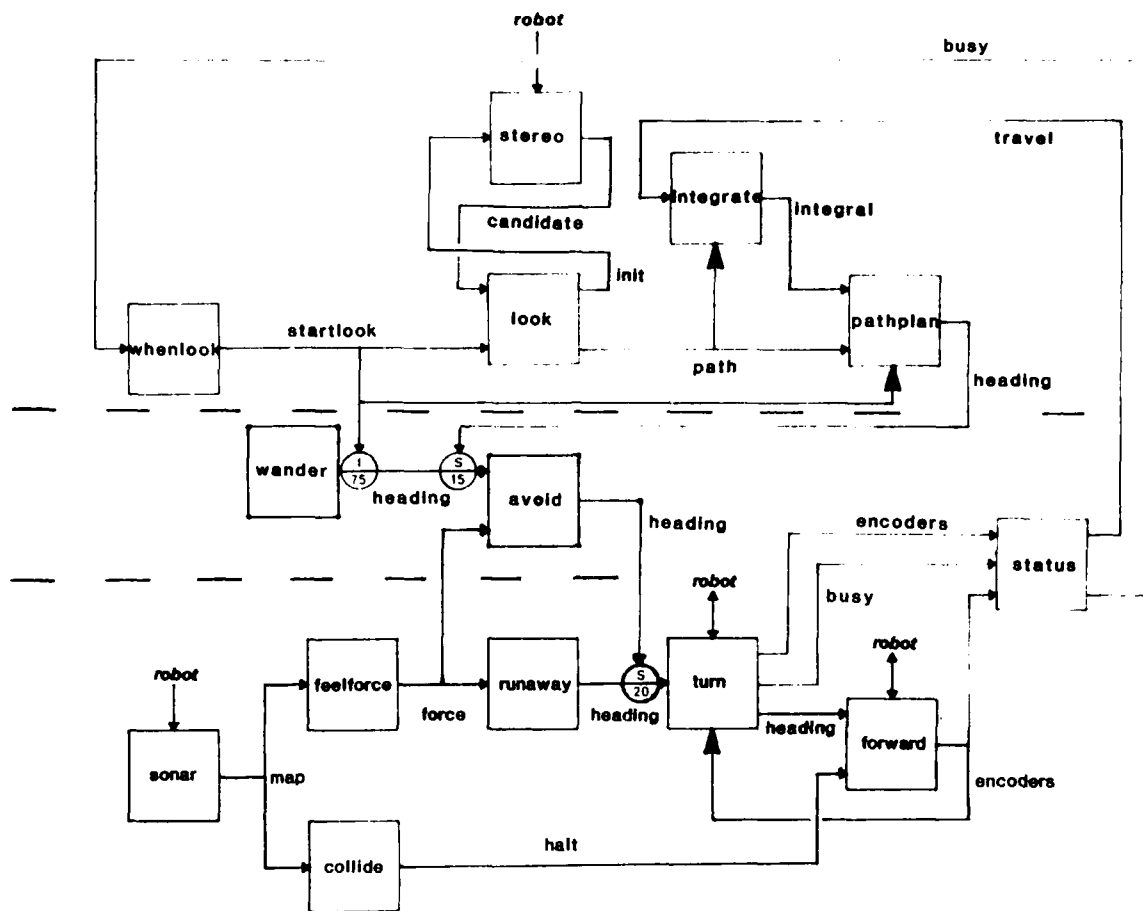 robot
busy
stereo
travel
integrate
candidate
integral
init
look
pathplan
startlook
whenlook
path
heading
wander
I
75
S
15
heading
avoid
heading
encoders
status
busy
robot
robot
robot
feelforce
runaway
S
20
turn
force
heading
heading
forward
sonar
map
encoders
halt
collide